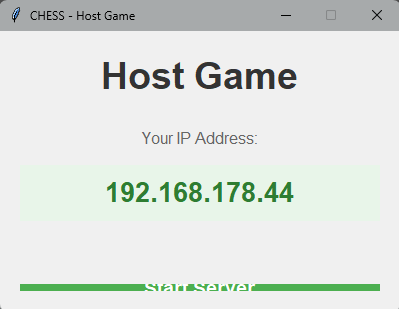 CHESS - Host Game
Host Game
Your IP Address:
192.168.178.44
Start Server